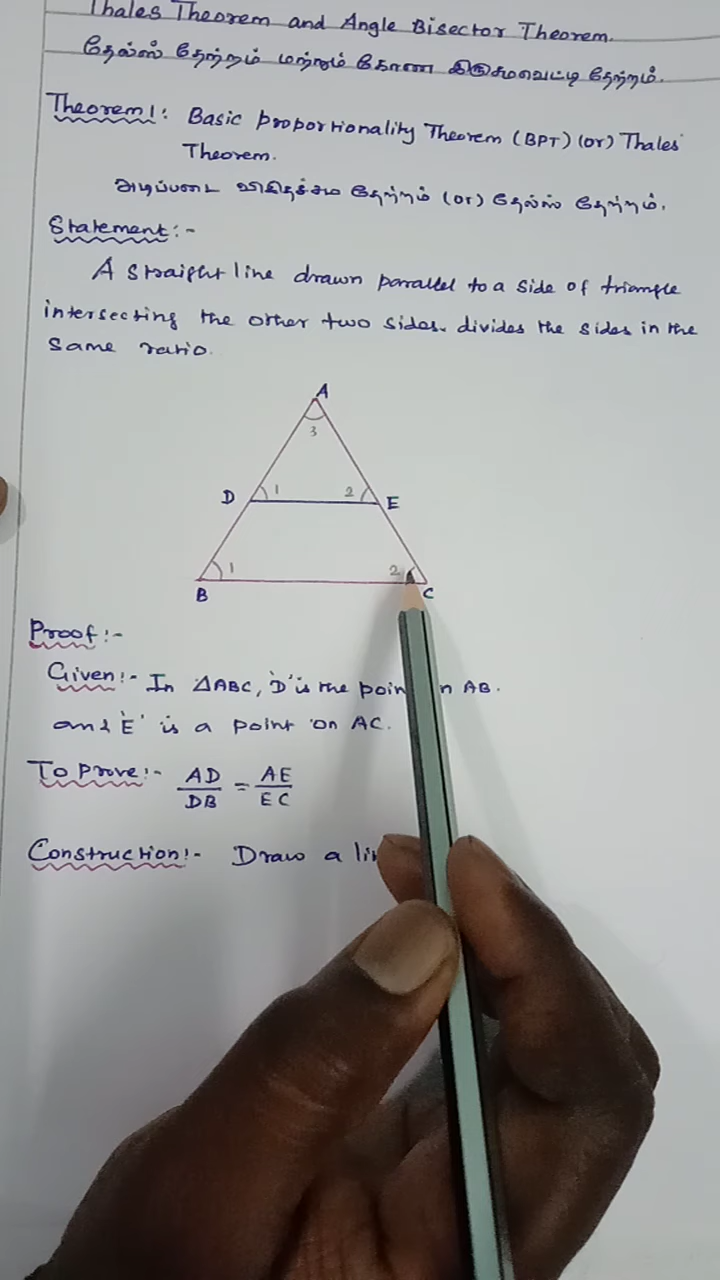 Thales Theorem and Angle Bisector Theorem.
தேல்ஸ் தேற்றம் மற்றும் கோண இருசமவெட்டி தேற்றம்.
Theorem 1: Basic Proportionality Theorem (BPT) (or) Thales
Theorem.
அடிப்படை விகிதச்சம தேற்றம் (or) தேல்ஸ் தேற்றம்.
Statement:-
A straight line drawn parallel to a side of triangle
intersecting the other two sides, divides the sides in the
same ratio.
A
3
D 1 2 E
1 2
B C
Proof:-
Given:- In ΔABC, 'D' is the n AB.
and 'E' is a point on AC.
To Prove:- AD/DB = AE/EC
Construction:- Draw a